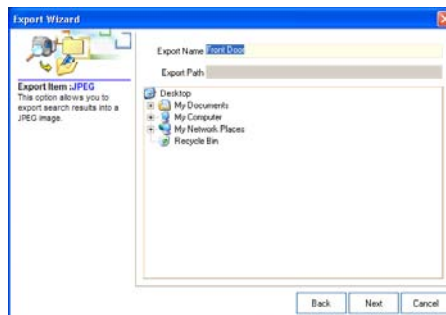 Export Wizard
Export Name Front Door
Export Path
Export Item :JPEG
This option allows you to
export search results into a
JPEG image.
Desktop
My Documents
My Computer
My Network Places
Recycle Bin
Back Next Cancel